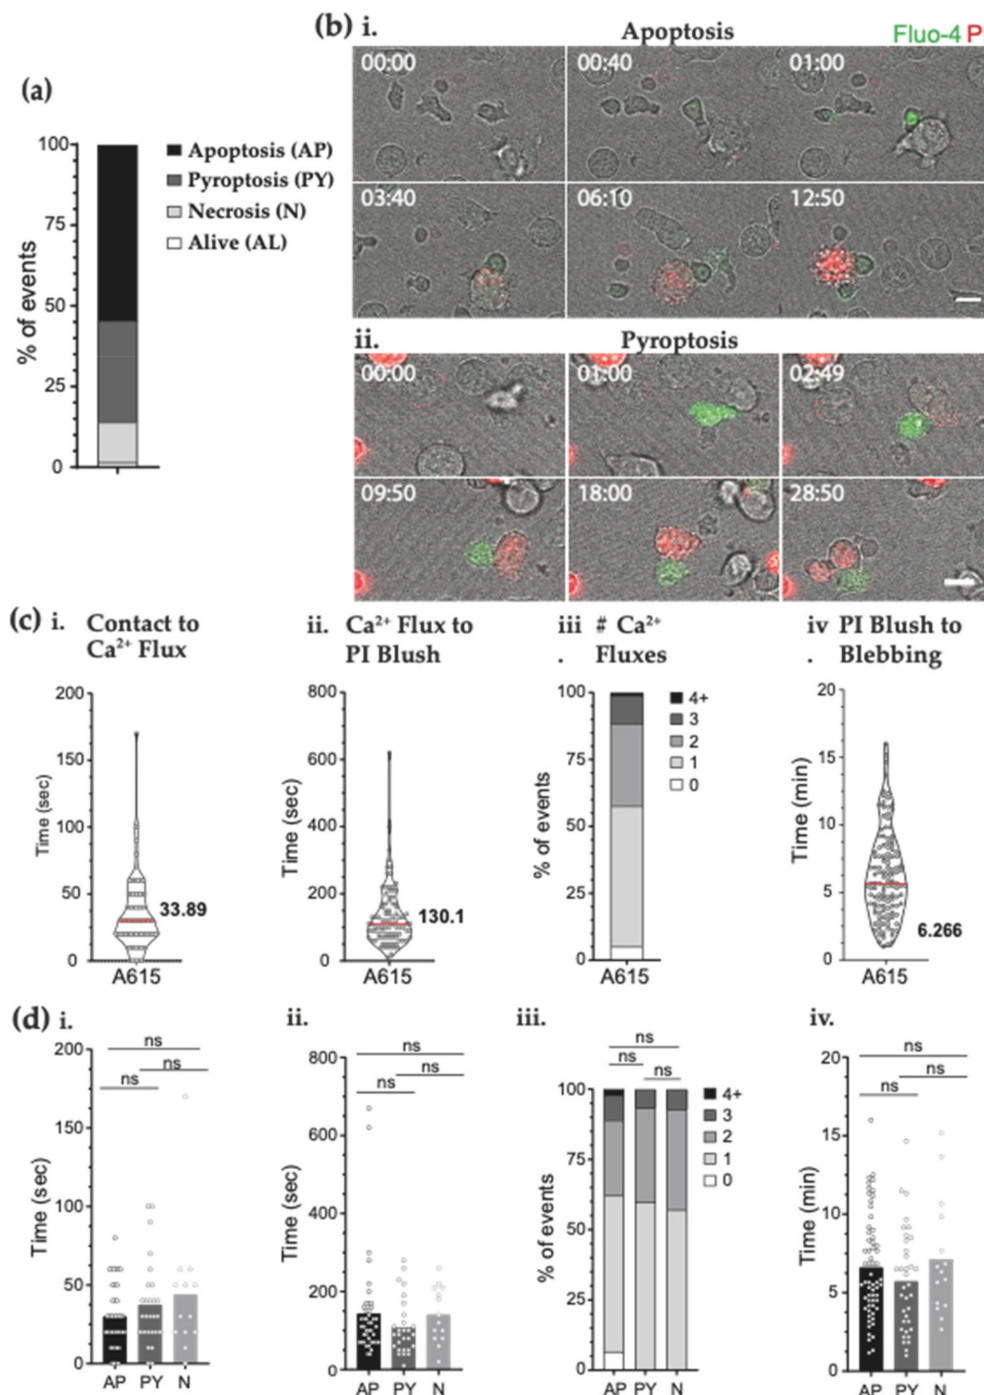 (a)
100
75
50
25
0
% of events
Apoptosis (AP)
Pyroptosis (PY)
Necrosis (N)
Alive (AL)
(b) i.
Apoptosis
Fluo-4 P
00:00
00:40
01:00
03:40
06:10
12:50
ii.
Pyroptosis
00:00
01:00
02:49
09:50
18:00
28:50
(c) i. Contact to
Ca²⁺ Flux
200
150
100
50
0
Time (sec)
33.89
A615
ii. Ca²⁺ Flux to
PI Blush
800
600
400
200
0
Time (sec)
130.1
A615
iii # Ca²⁺
. Fluxes
100
75
50
25
0
% of events
4+
3
2
1
0
A615
iv PI Blush to
. Blebbing
20
15
10
5
0
Time (min)
6.266
A615
(d) i.
200
150
100
50
0
Time (sec)
ns
ns
ns
AP PY N
ii.
800
600
400
200
0
Time (sec)
ns
ns
ns
AP PY N
iii.
ns
ns
ns
100
75
50
25
0
% of events
4+
3
2
1
0
AP PY N
iv.
20
15
10
5
0
Time (min)
ns
ns
ns
AP PY N